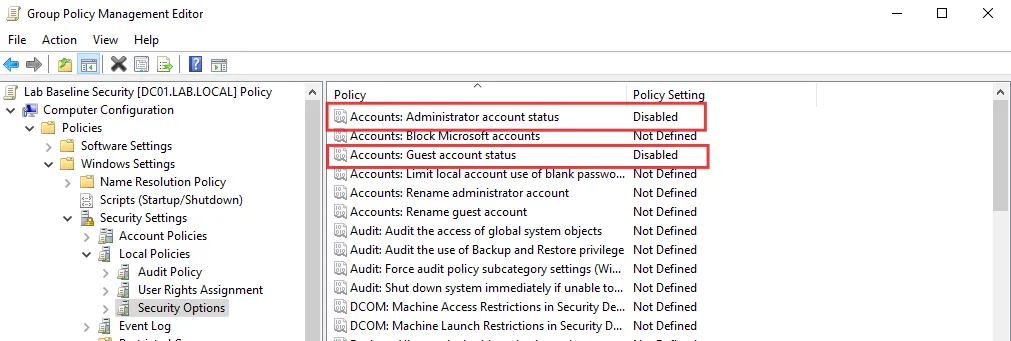 Group Policy Management Editor
File Action View Help
Lab Baseline Security [DC01.LAB.LOCAL] Policy
Computer Configuration
Policies
Software Settings
Windows Settings
Name Resolution Policy
Scripts (Startup/Shutdown)
Security Settings
Account Policies
Local Policies
Audit Policy
User Rights Assignment
Security Options
Event Log
Policy Policy Setting
Accounts: Administrator account status Disabled
Accounts: Block Microsoft accounts Not Defined
Accounts: Guest account status Disabled
Accounts: Limit local account use of blank passwo... Not Defined
Accounts: Rename administrator account Not Defined
Accounts: Rename guest account Not Defined
Audit: Audit the access of global system objects Not Defined
Audit: Audit the use of Backup and Restore privilege Not Defined
Audit: Force audit policy subcategory settings (Wi... Not Defined
Audit: Shut down system immediately if unable to... Not Defined
DCOM: Machine Access Restrictions in Security De... Not Defined
DCOM: Machine Launch Restrictions in Security D... Not Defined